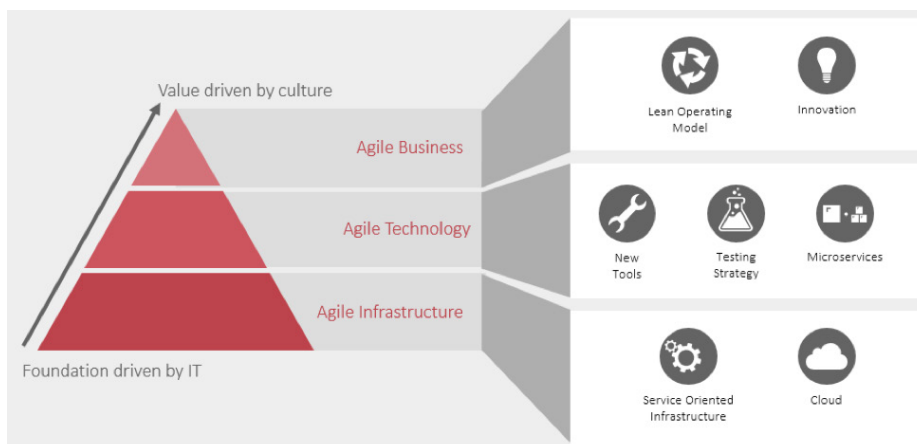 Value driven by culture
Agile Business
Agile Technology
Agile Infrastructure
Foundation driven by IT
Lean Operating
Model
Innovation
New
Tools
Testing
Strategy
Microservices
Service Oriented
Infrastructure
Cloud